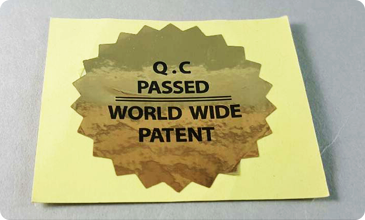 Q.C
PASSED
WORLD WIDE
PATENT